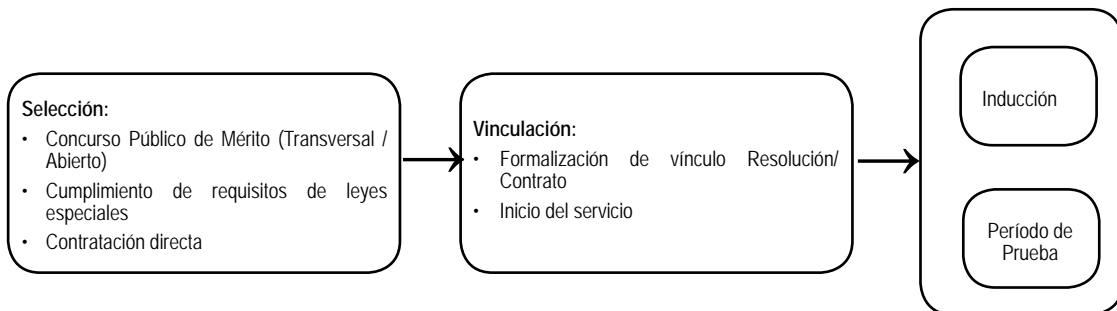 Selección:
• Concurso Público de Mérito (Transversal /
Abierto)
• Cumplimiento de requisitos de leyes
especiales
• Contratación directa
Vinculación:
• Formalización de vínculo Resolución/
Contrato
• Inicio del servicio
Inducción
Período de
Prueba